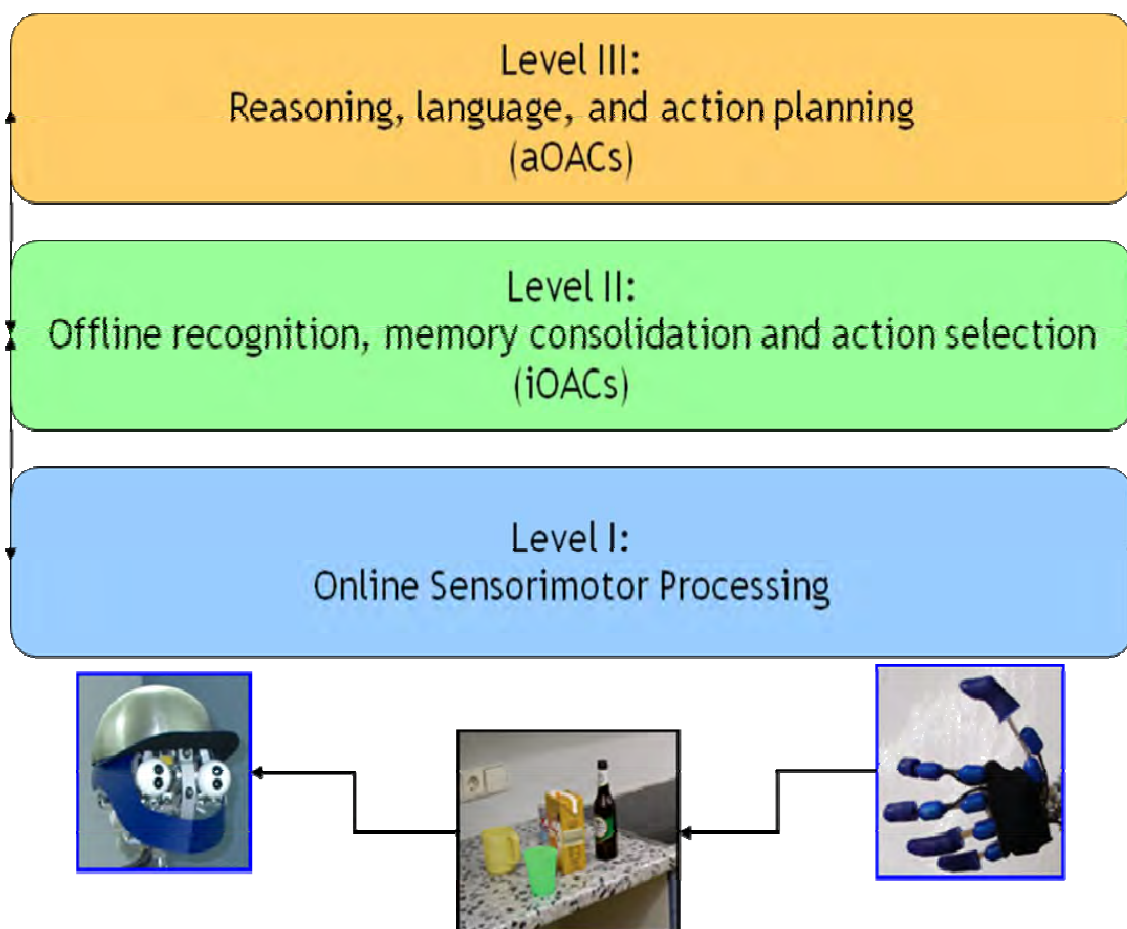 Level III:
Reasoning, language, and action planning
(aOACs)
Level II:
Offline recognition, memory consolidation and action selection
(iOACs)
Level I:
Online Sensorimotor Processing